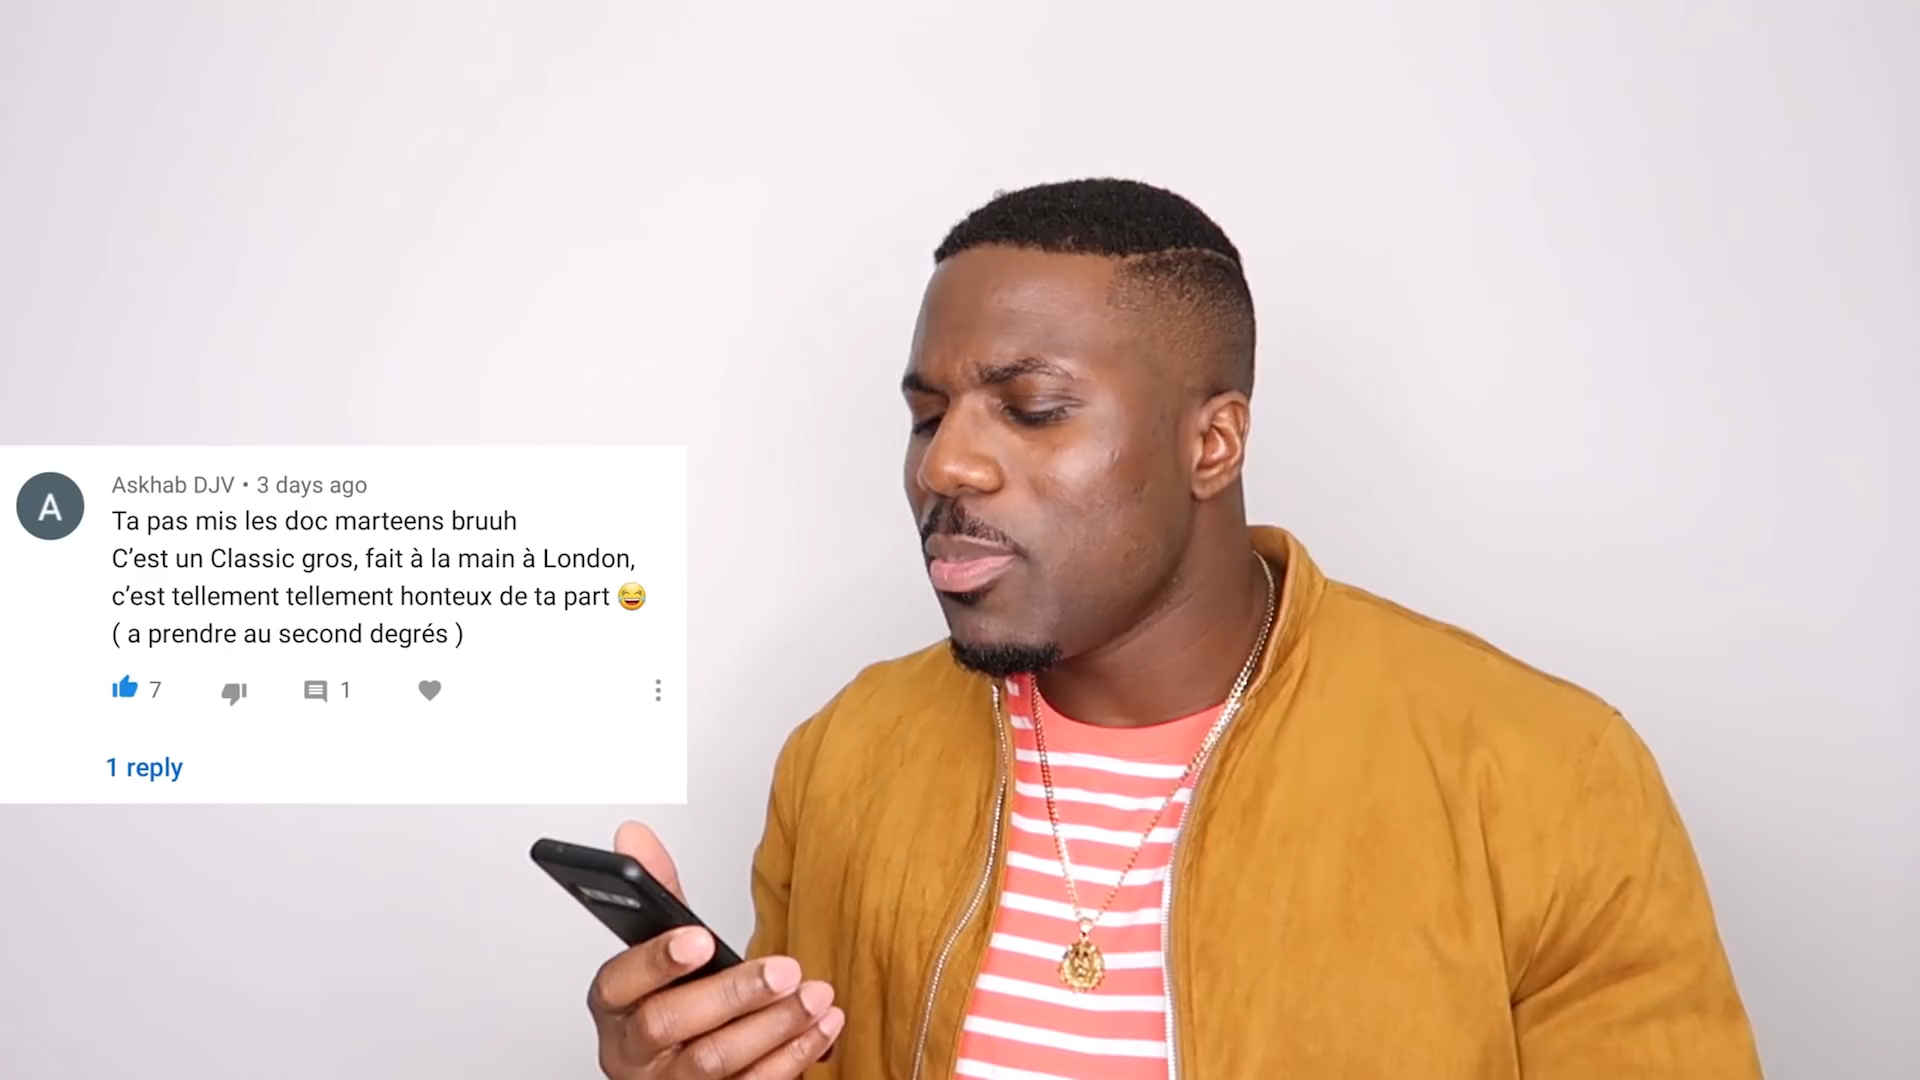 A
Askhab DJV • 3 days ago
Ta pas mis les doc marteens bruuh
C’est un Classic gros, fait à la main à London,
c’est tellement tellement honteux de ta part 😂
( a prendre au second degrés )
7
1
1 reply